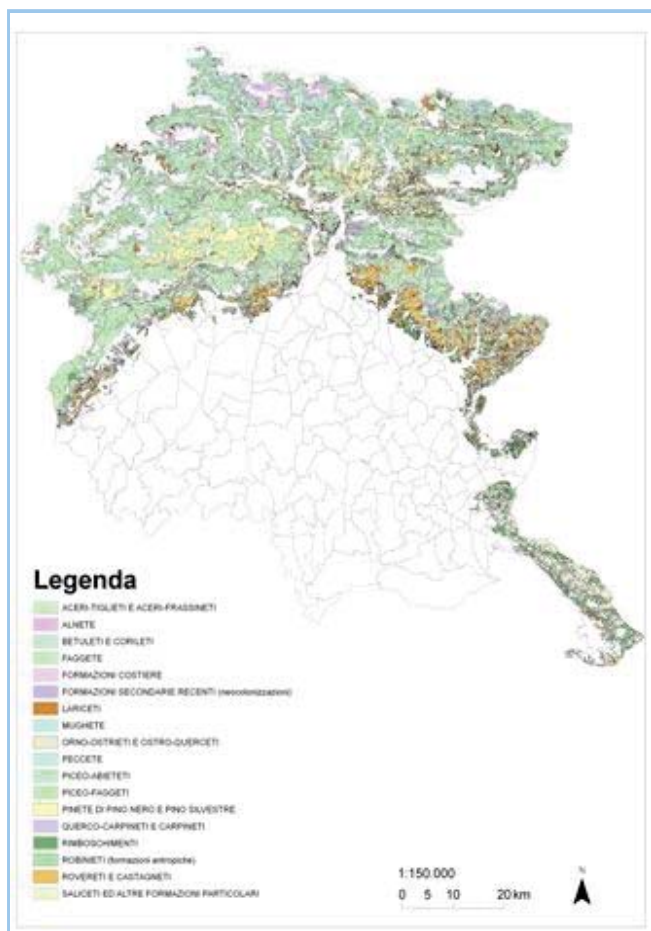 Legenda
ACERI-TIGLIETI E ACERI-FRASSINETI
ALNETE
BETULETI E CORILETI
FAGGETE
FORMAZIONI COSTIERE
FORMAZIONI SECONDARIE RECENTI (neocolonizzazioni)
LARICETI
MUGHETE
ORNO-OSTRIETI E OSTRO-QUERCETI
PECCETE
PICEO-ABIETETI
PICEO-FAGGETI
PINETE DI PINO NERO E PINO SILVESTRE
QUERCO-CARPINETI E CARPINETI
RIMBOSCHIMENTI
ROBINIETI (formazioni antropiche)
ROVERETI E CASTAGNETI
SALICETI ED ALTRE FORMAZIONI PARTICOLARI
1:150.000
0 5 10 20 km
N